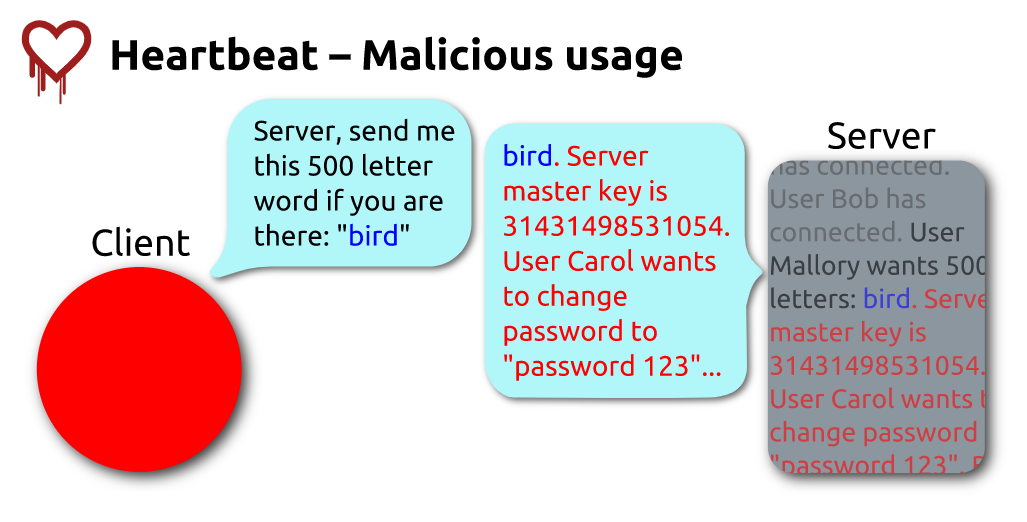 Heartbeat – Malicious usage
Client
Server, send me
this 500 letter
word if you are
there: "bird"
bird. Server
master key is
31431498531054.
User Carol wants
to change
password to
"password 123"...
Server
has connected.
User Bob has
connected. User
Mallory wants 500
letters: bird. Serve
master key is
31431498531054.
User Carol wants t
change password
"password 123".